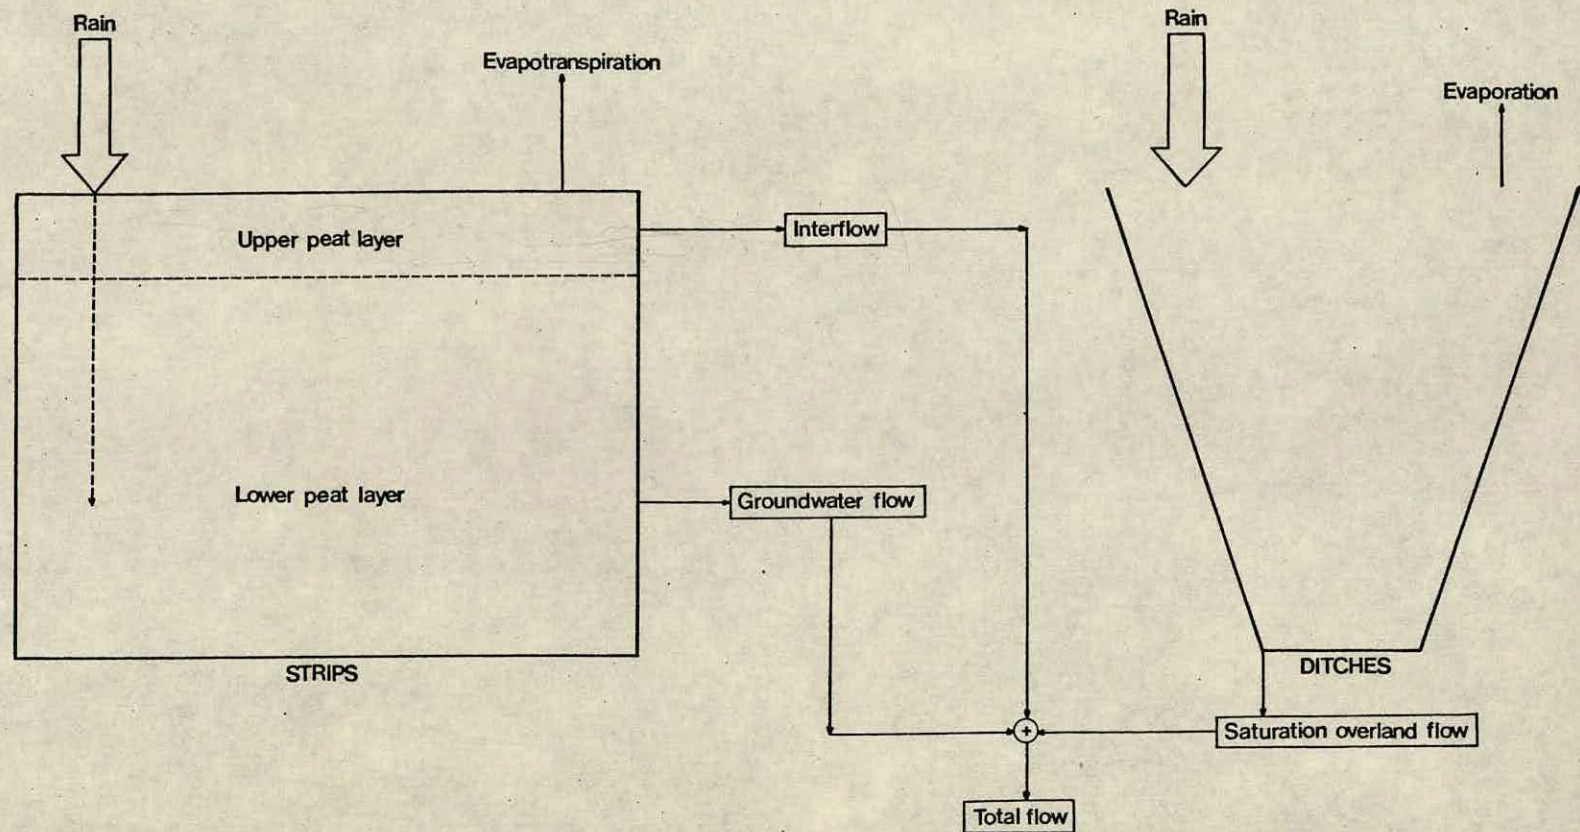 Rain
Evapotranspiration
Upper peat layer
Interflow
Lower peat layer
Groundwater flow
STRIPS
Rain
Evaporation
DITCHES
Saturation overland flow
+
Total flow